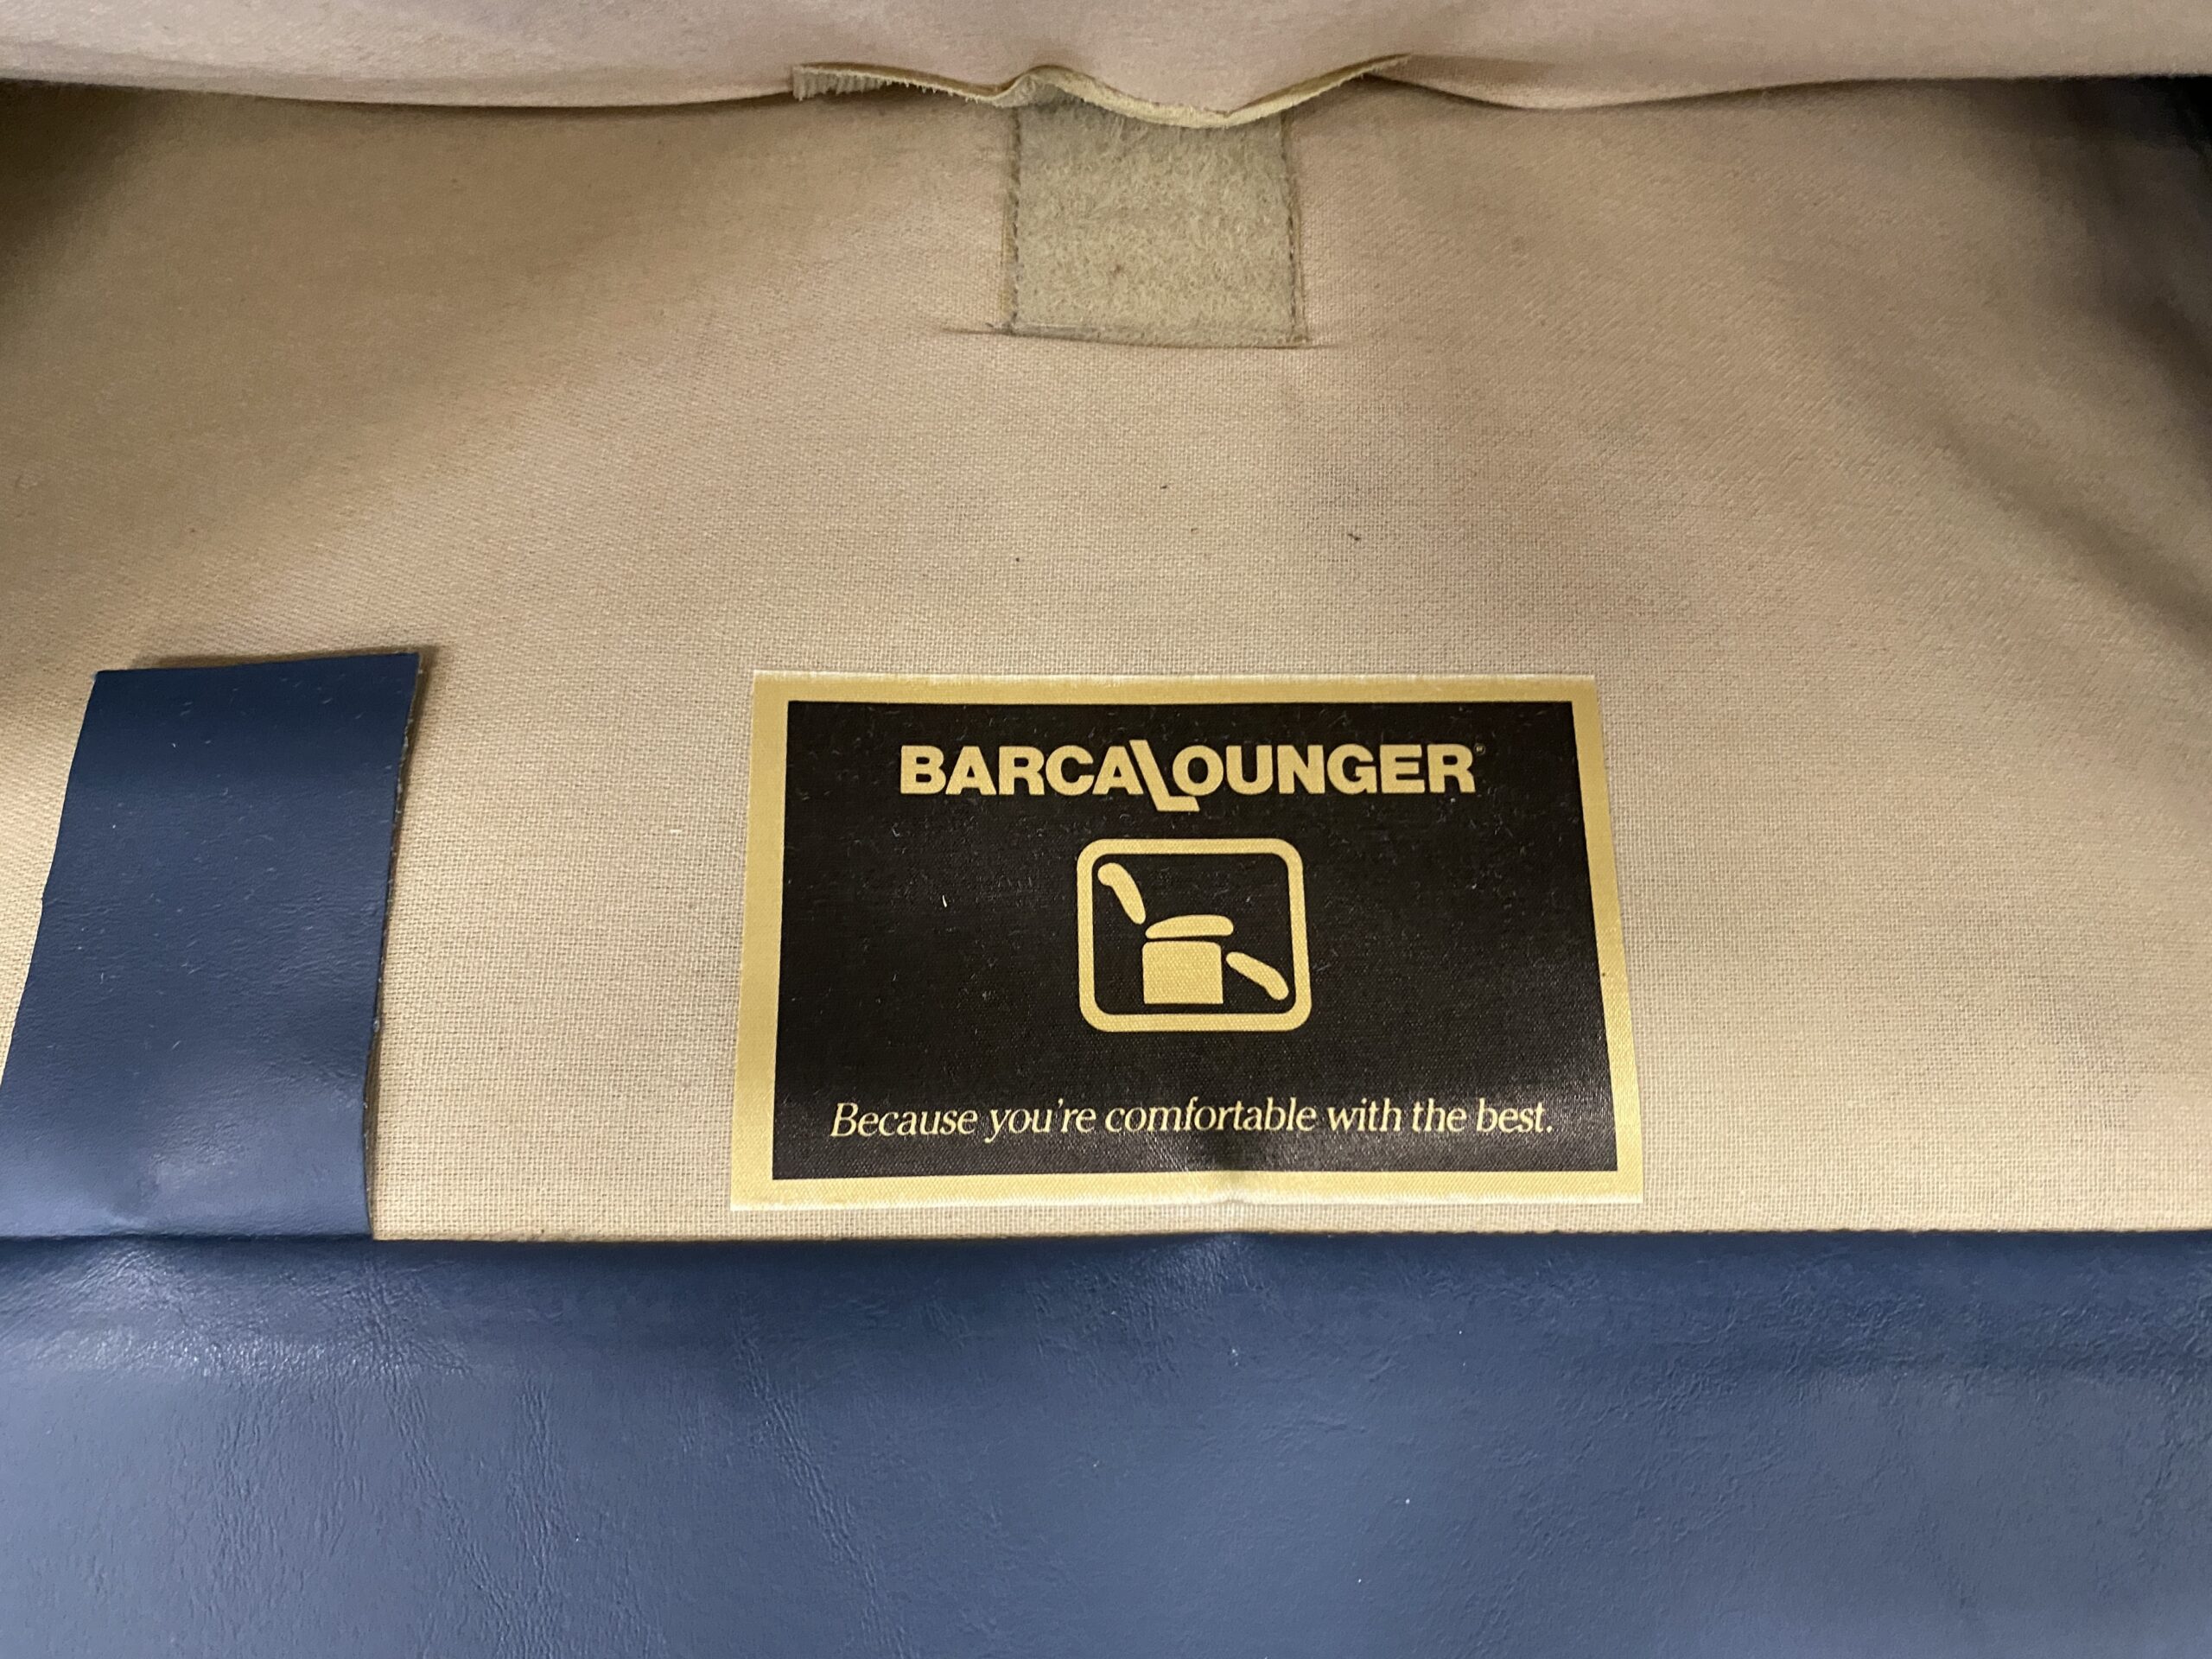 BARCALOUNGER®
Because you're comfortable with the best.